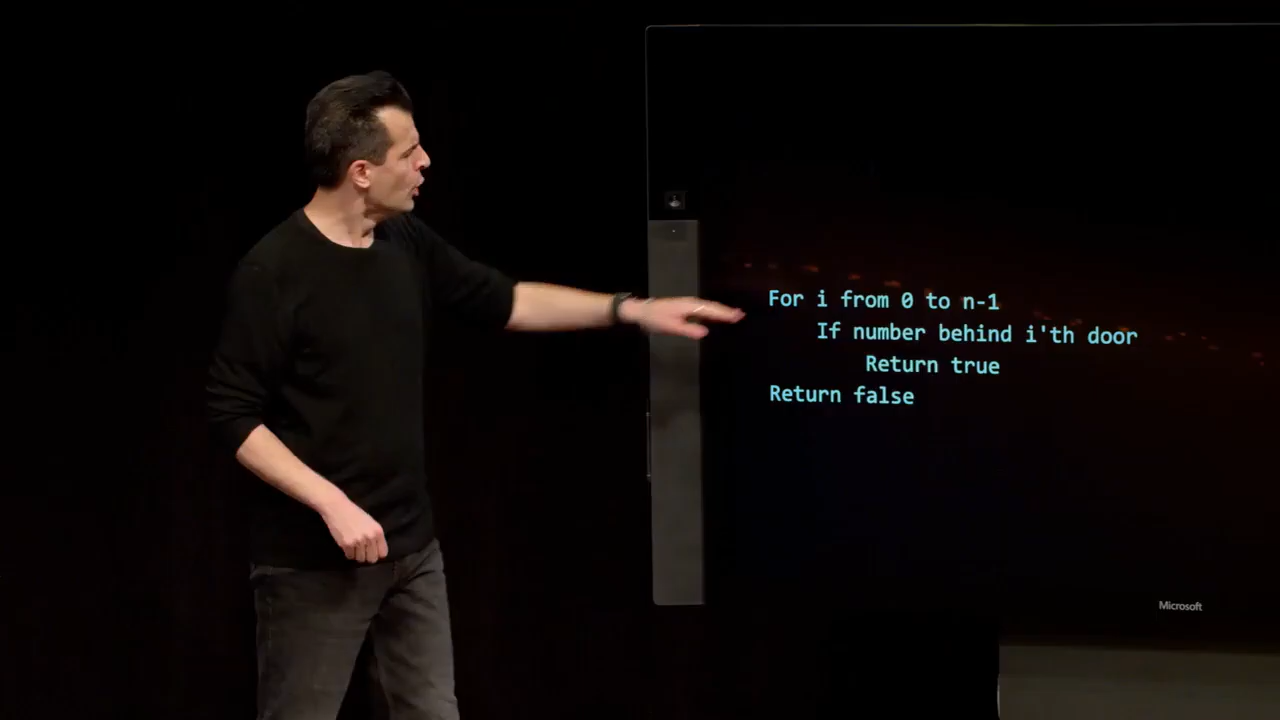 For i from 0 to n-1
If number behind i'th door
Return true
Return false
Microsoft